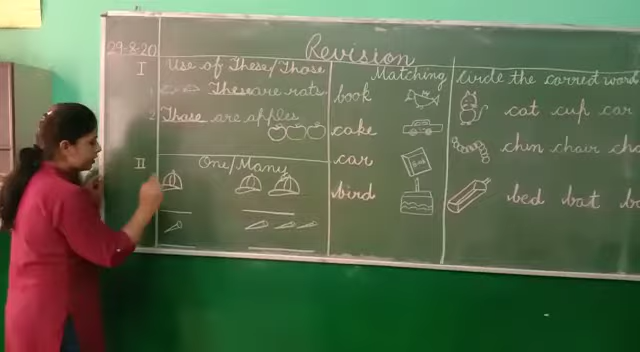 29-8-20
Revision
I Use of These/Those
1 These are rats
2 Those are apples
II One/Many
Matching
book
cake
car
bird
Circle the correct word
cat cup car
chin chair
bed bat